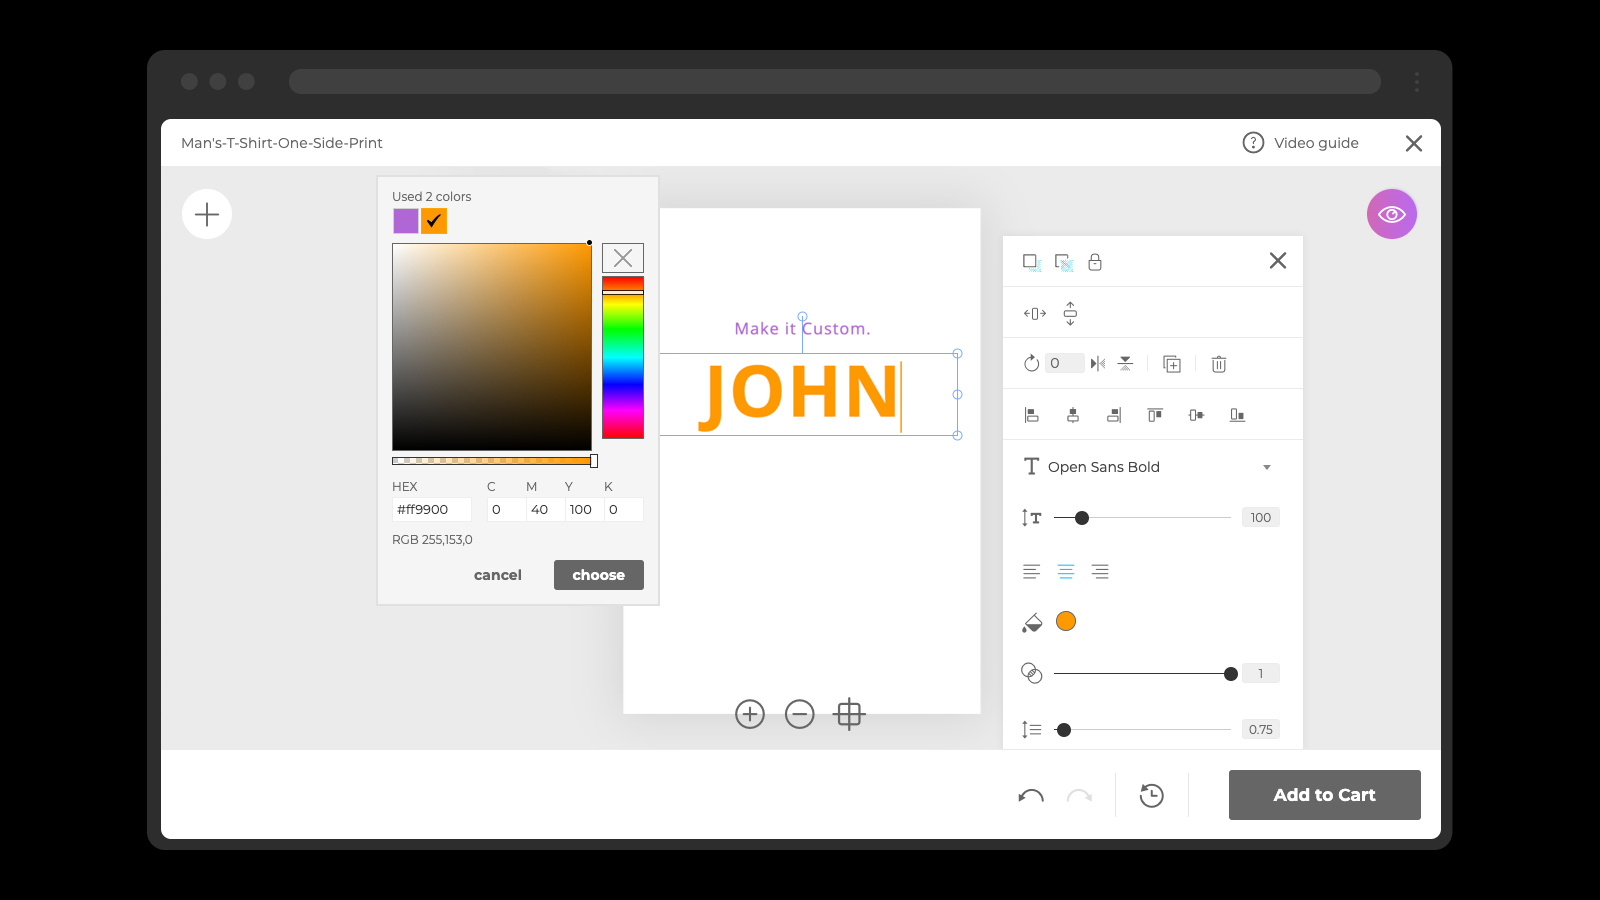 Man's-T-Shirt-One-Side-Print
? Video guide
Used 2 colors
Make it Custom.
JOHN
0
HEX C M Y K
#ff9900 0 40 100 0
RGB 255,153,0
cancel choose
T Open Sans Bold
T 100
1
0.75
Add to Cart